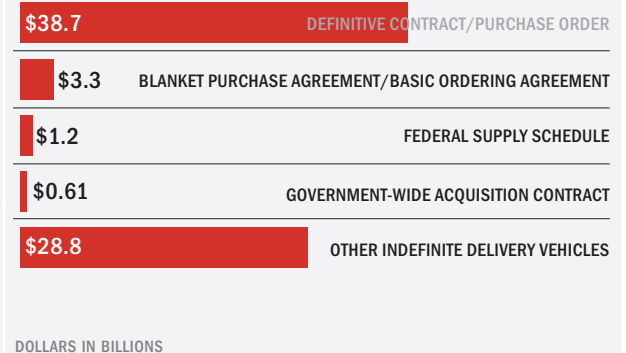 $38.7 DEFINITIVE CONTRACT/PURCHASE ORDER
$3.3 BLANKET PURCHASE AGREEMENT/BASIC ORDERING AGREEMENT
$1.2 FEDERAL SUPPLY SCHEDULE
$0.61 GOVERNMENT-WIDE ACQUISITION CONTRACT
$28.8 OTHER INDEFINITE DELIVERY VEHICLES
DOLLARS IN BILLIONS